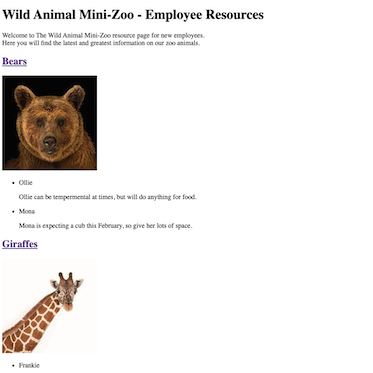 Wild Animal Mini-Zoo - Employee Resources
Welcome to The Wild Animal Mini-Zoo resource page for new employees.
Here you will find the latest and greatest information on our zoo animals.
Bears
Ollie
Ollie can be tempermental at times, but will do anything for food.
Mona
Mona is expecting a cub this February, so give her lots of space.
Giraffes
Frankie